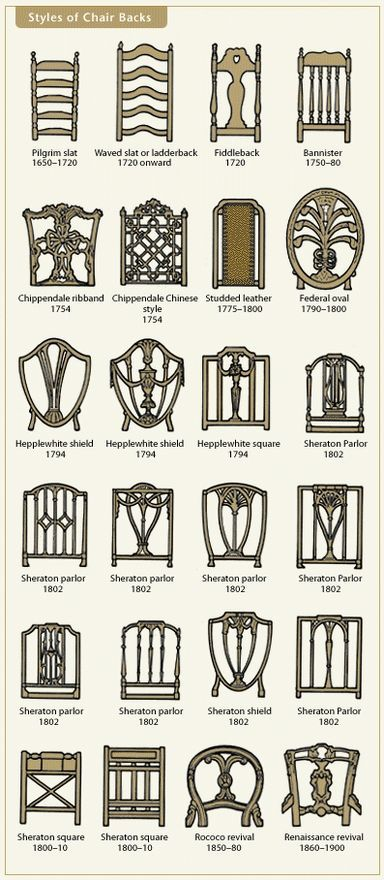 Styles of Chair Backs
Pilgrim slat
1650–1720
Waved slat or ladderback
1720 onward
Fiddleback
1720
Bannister
1750–80
Chippendale ribband
1754
Chippendale Chinese
style
1754
Studded leather
1775–1800
Federal oval
1790–1800
Hepplewhite shield
1794
Hepplewhite shield
1794
Hepplewhite square
1794
Sheraton Parlor
1802
Sheraton parlor
1802
Sheraton parlor
1802
Sheraton parlor
1802
Sheraton Parlor
1802
Sheraton parlor
1802
Sheraton parlor
1802
Sheraton shield
1802
Sheraton Parlor
1802
Sheraton square
1800–10
Sheraton square
1800–10
Rococo revival
1850–80
Renaissance revival
1860–1900